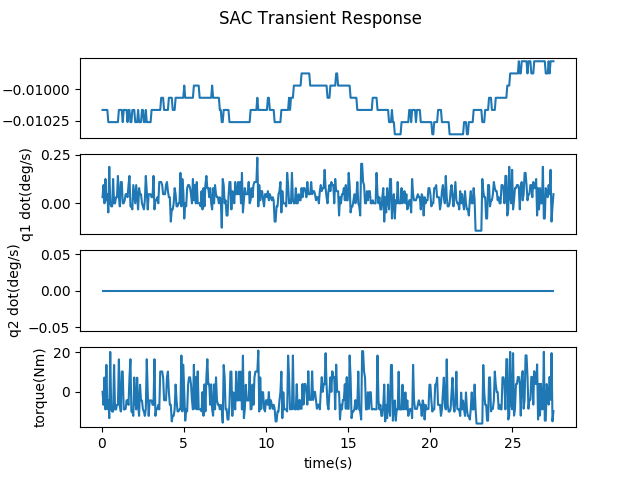 SAC Transient Response
−0.01000
−0.01025
0.25
0.00
q1 dot(deg/s)
0.05
0.00
−0.05
q2 dot(deg/s)
20
0
torque(Nm)
0 5 10 15 20 25
time(s)